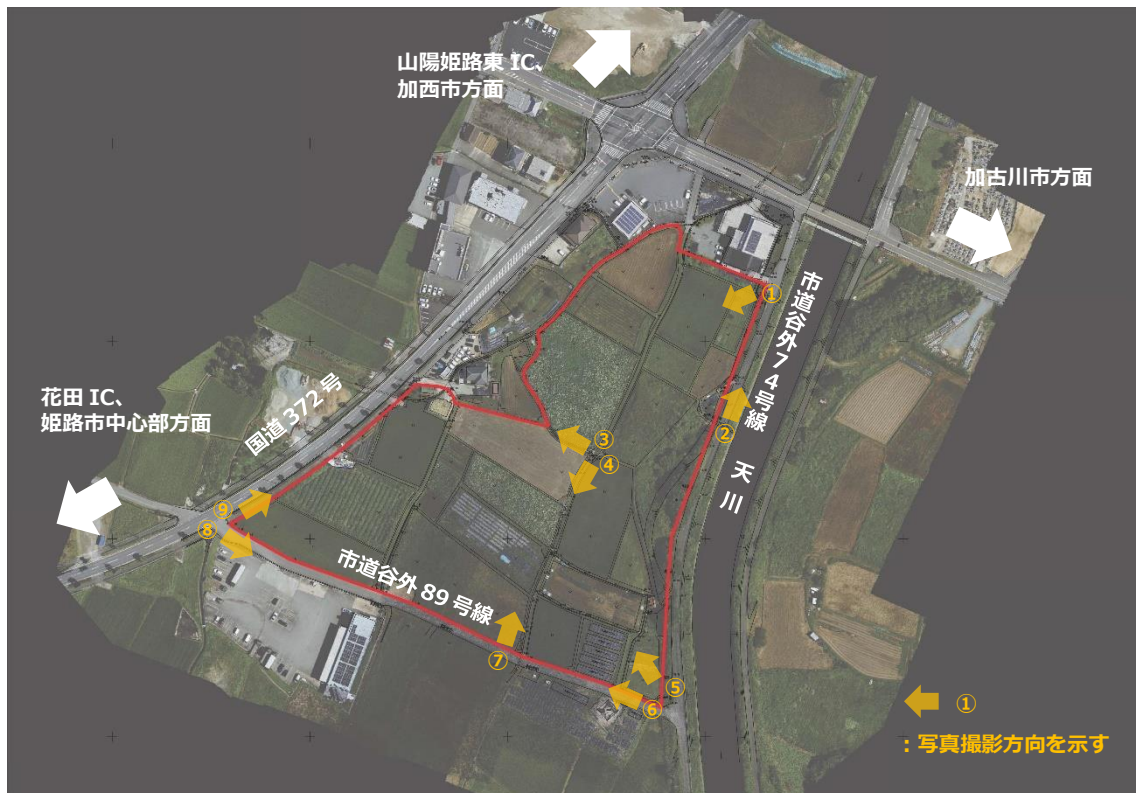 山陽姫路東 IC、
加西市方面
加古川市方面
①
市道谷外74号線 天川
花田 IC、
姫路市中心部方面
国道 372 号
②
③
④
⑨
⑧
市道谷外 89 号線
⑦
⑤
⑥
①
：写真撮影方向を示す